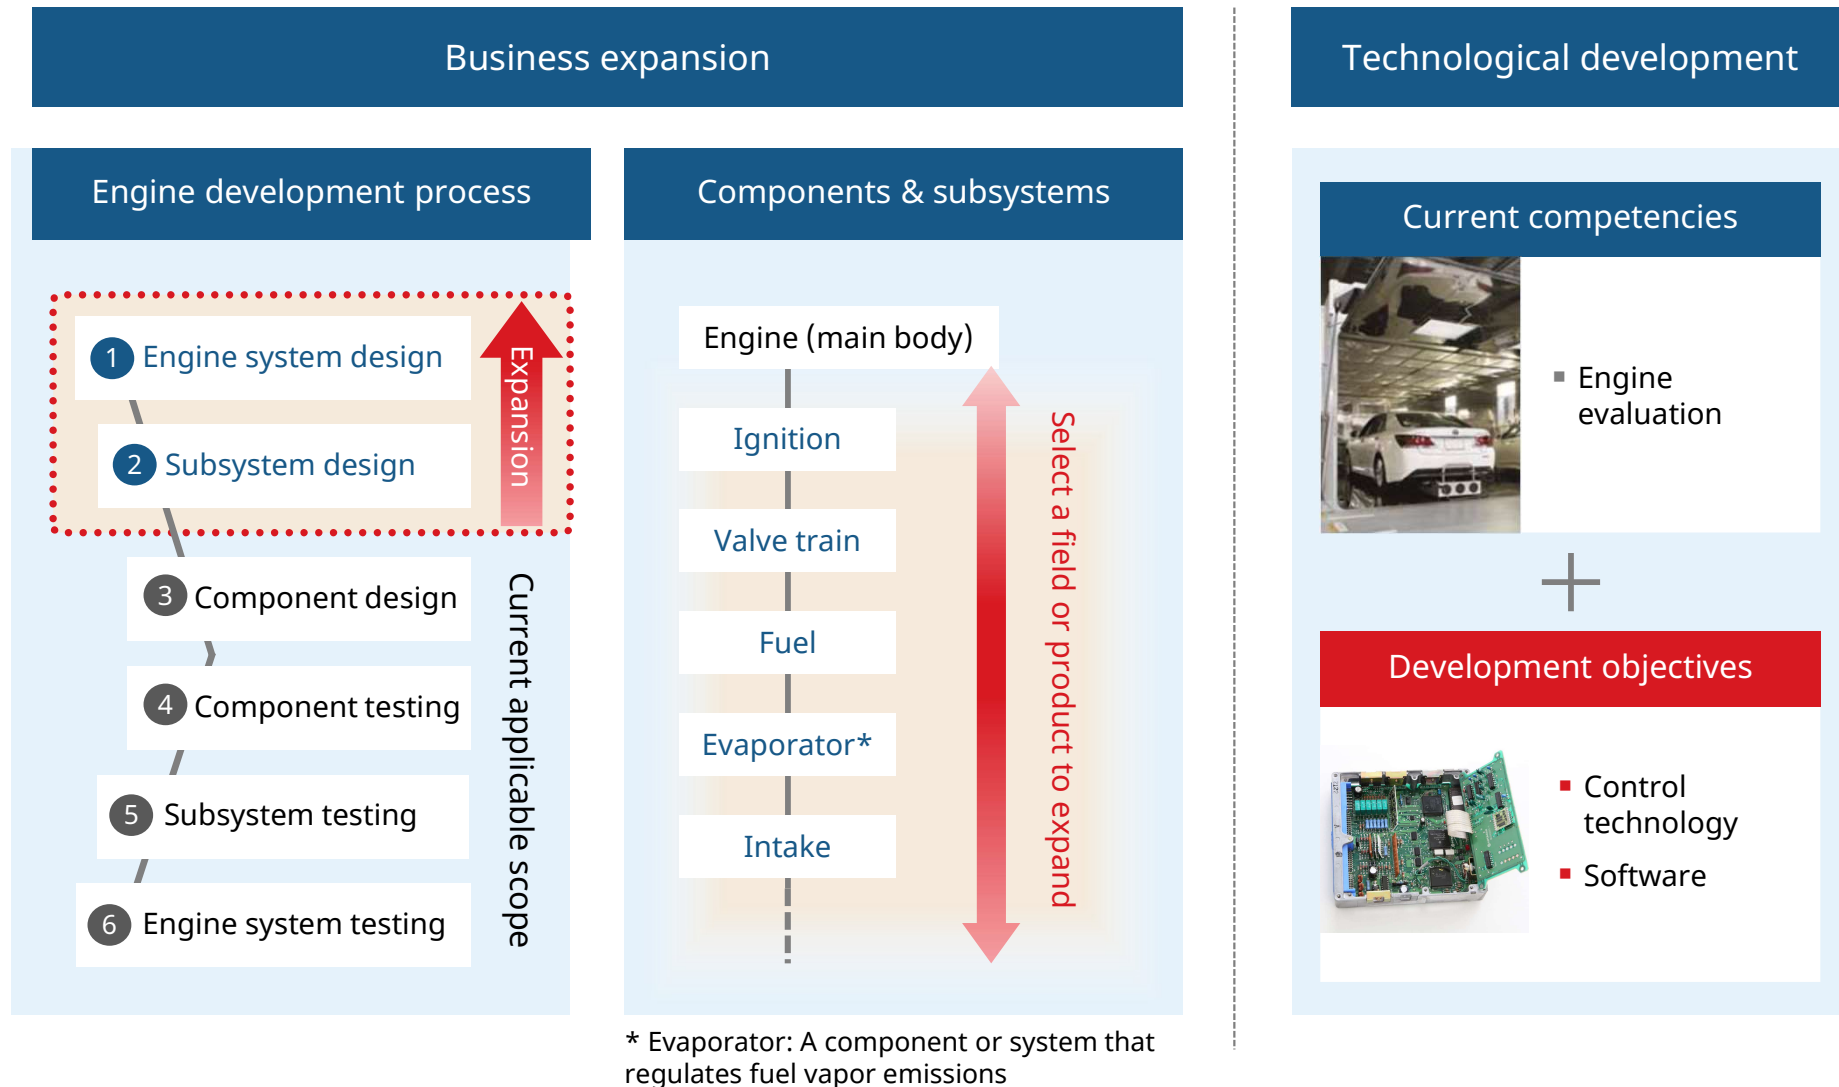 Business expansion
Technological development
Engine development process
1 Engine system design
2 Subsystem design
Expansion
3 Component design
4 Component testing
5 Subsystem testing
6 Engine system testing
Current applicable scope
Components & subsystems
Engine (main body)
Ignition
Valve train
Fuel
Evaporator*
Intake
Select a field or product to expand
* Evaporator: A component or system that
regulates fuel vapor emissions
Current competencies
▪ Engine
evaluation
Development objectives
▪ Control
technology
▪ Software